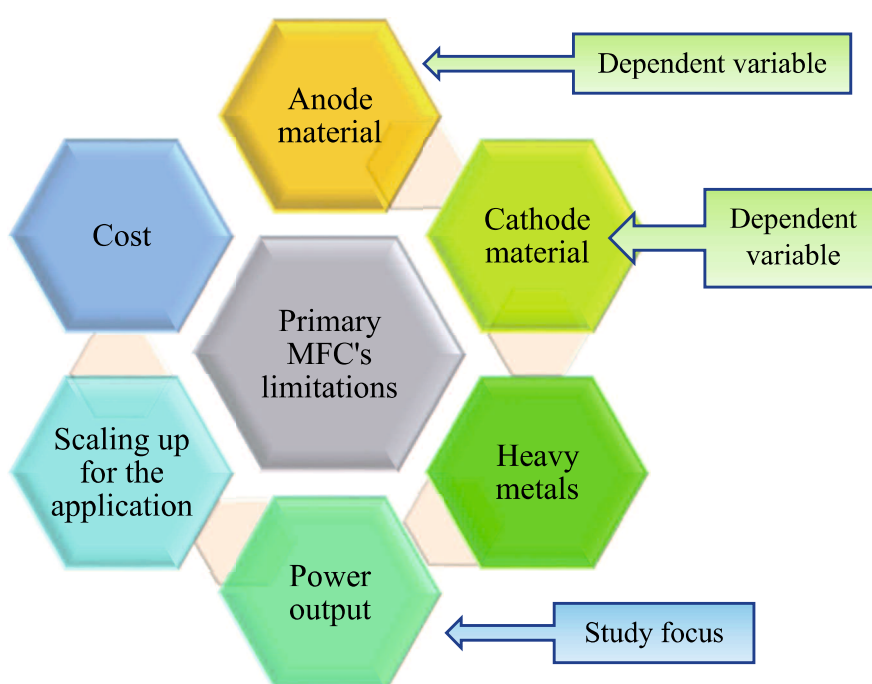 Anode
material
Dependent variable
Cost
Cathode
material
Dependent
variable
Primary
MFC's
limitations
Scaling up
for the
application
Heavy
metals
Power
output
Study focus